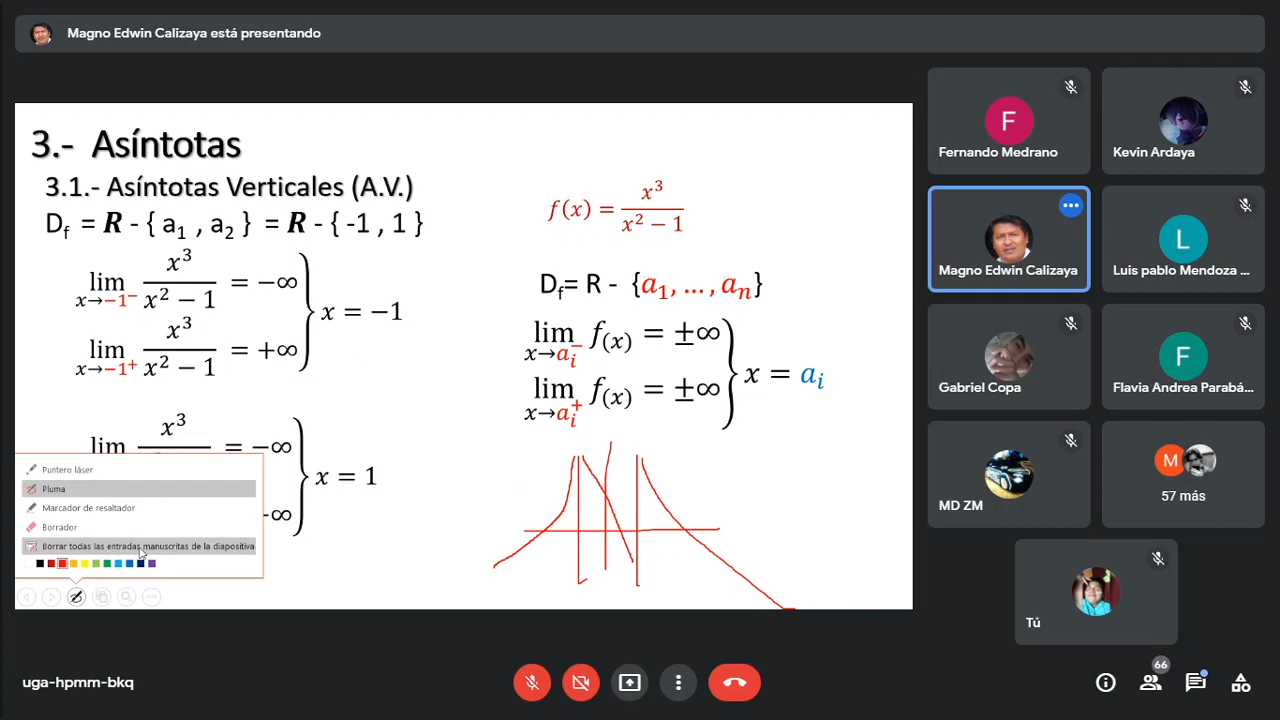 Magno Edwin Calizaya está presentando
3.- Asíntotas
3.1.- Asíntotas Verticales (A.V.)
D_f = R - { a₁ , a₂ } = R - { -1 , 1 }
lim x→-1⁻ x³/(x² − 1) = −∞
lim x→-1⁺ x³/(x² − 1) = +∞
x = −1
lim x³ = −∞
-∞
x = 1
f(x) = x³/(x² − 1)
D_f= R - {a₁, … , aₙ}
lim x→aᵢ⁻ f₍ₓ₎ = ±∞
lim x→aᵢ⁺ f₍ₓ₎ = ±∞
x = aᵢ
Puntero láser
Pluma
Marcador de resaltador
Borrador
Borrar todas las entradas manuscritas de la diapositiva
F
Fernando Medrano
Kevin Ardaya
Magno Edwin Calizaya
L
Luis pablo Mendoza ...
Gabriel Copa
F
Flavia Andrea Parabá...
MD ZM
M
57 más
Tú
uga-hpmm-bkq
66